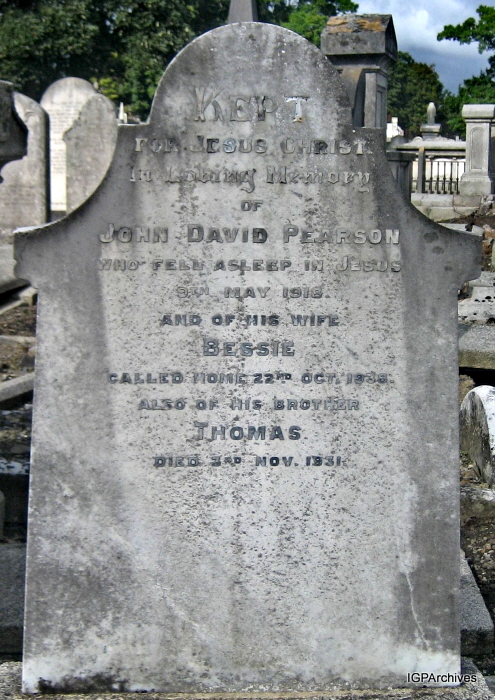 KEPT
FOR JESUS CHRIST
In Loving Memory
OF
JOHN DAVID PEARSON
WHO FELL ASLEEP IN JESUS
9TH MAY 1918.
AND OF HIS WIFE
BESSIE
CALLED HOME 22ND OCT. 1935.
ALSO OF HIS BROTHER
THOMAS
DIED 3RD NOV. 1931.
IGPArchives